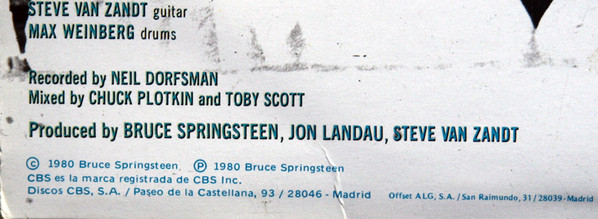 STEVE VAN ZANDT guitar
MAX WEINBERG drums
Recorded by NEIL DORFSMAN
Mixed by CHUCK PLOTKIN and TOBY SCOTT
Produced by BRUCE SPRINGSTEEN, JON LANDAU, STEVE VAN ZANDT
© 1980 Bruce Springsteen, ℗ 1980 Bruce Springsteen
CBS es la marca registrada de CBS Inc.
Discos CBS, S.A. / Paseo de la Castellana, 93 / 28046 - Madrid Offset ALG, S.A. / San Raimundo, 31 / 28039 - Madrid